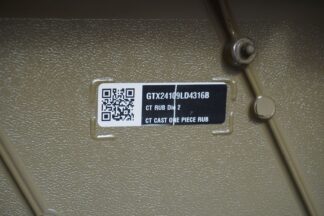 GTX24109LD4316B
CT RUB Dia 2
CT CAST ONE PIECE RUB